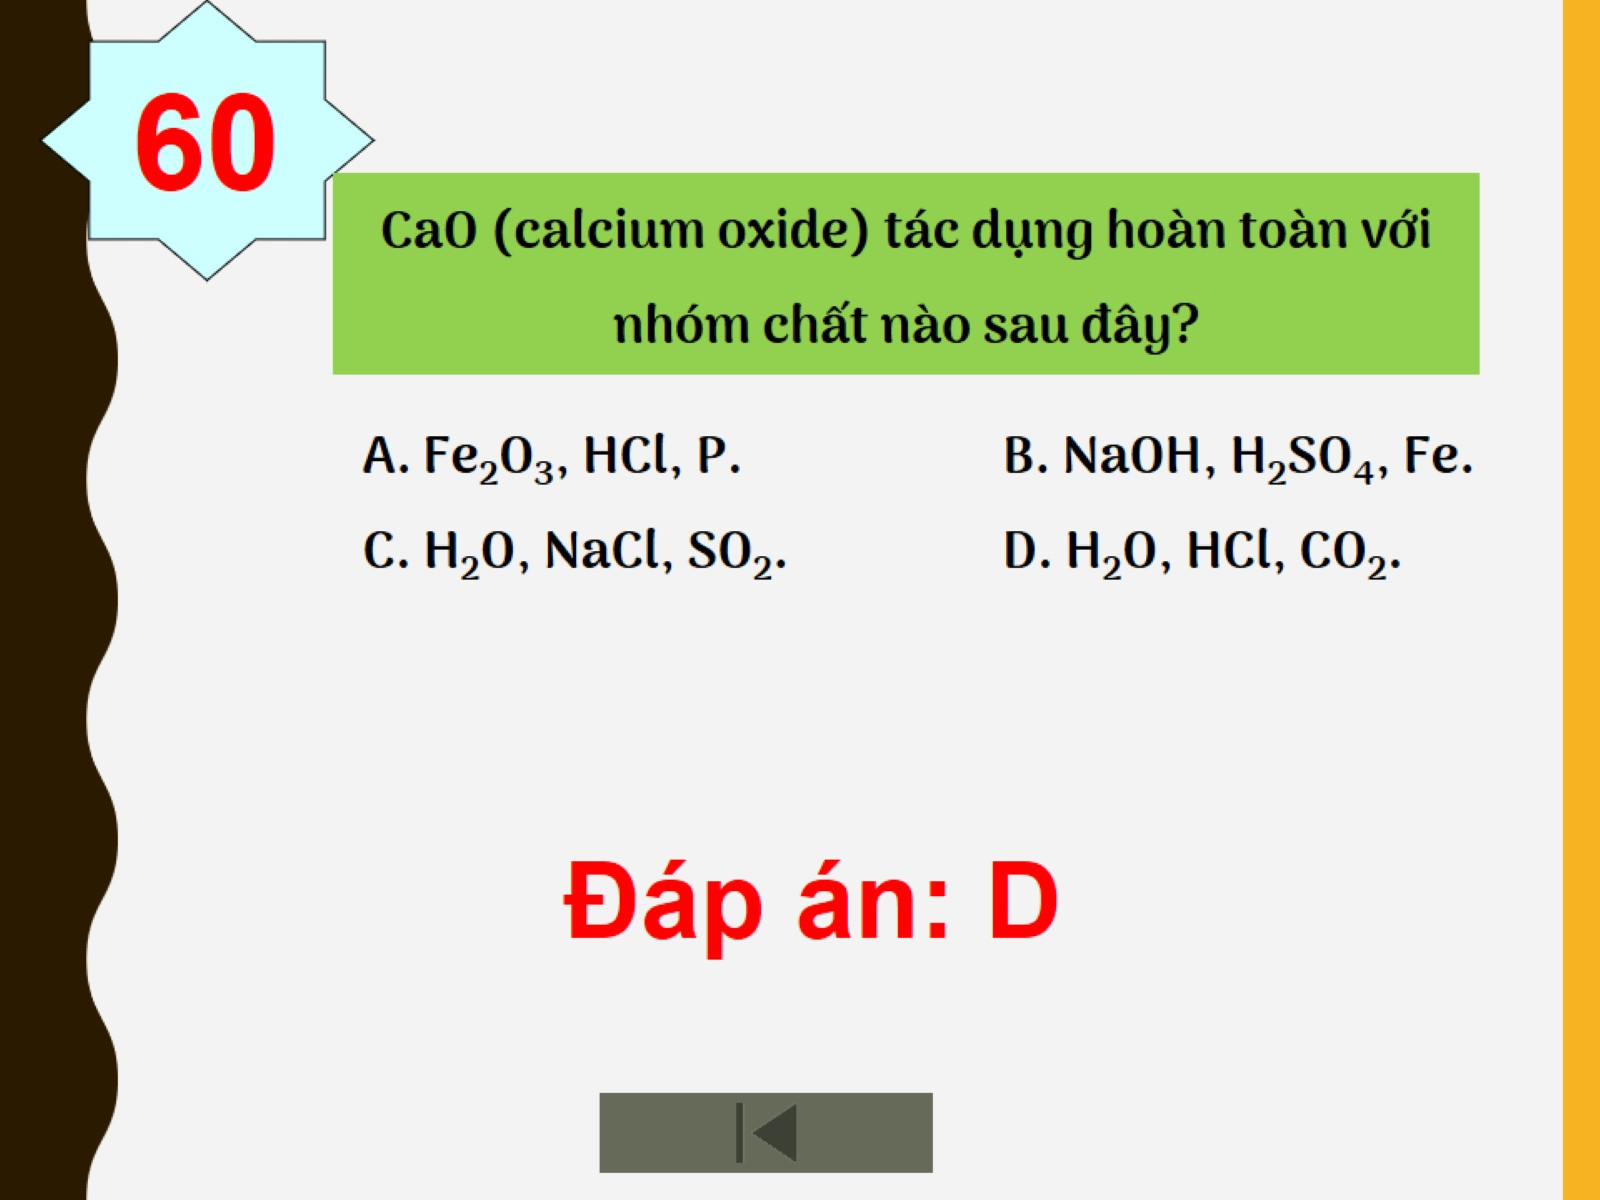 60
CaO (calcium oxide) tác dụng hoàn toàn với
nhóm chất nào sau đây?
A. Fe₂O₃, HCl, P.
B. NaOH, H₂SO₄, Fe.
C. H₂O, NaCl, SO₂.
D. H₂O, HCl, CO₂.
Đáp án: D